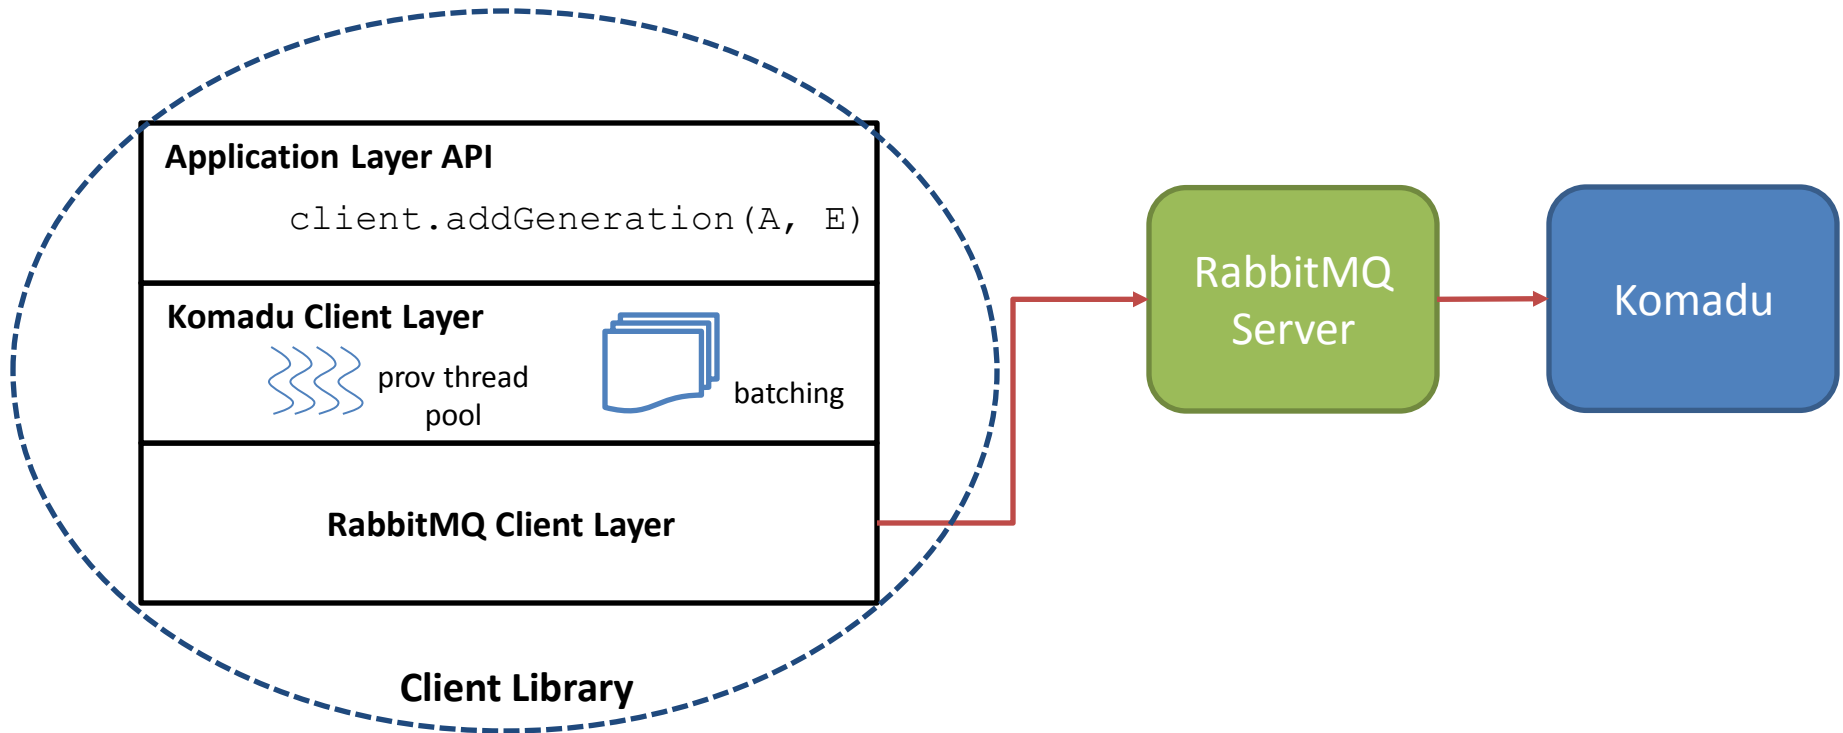 Application Layer API
client.addGeneration(A, E)
Komadu Client Layer
prov thread
pool
batching
RabbitMQ Client Layer
Client Library
RabbitMQ
Server
Komadu